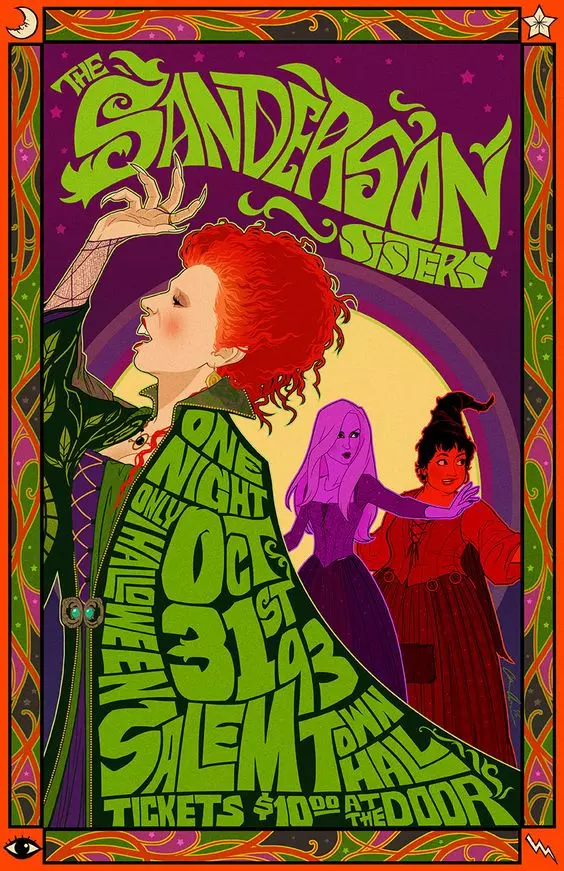 THE
SANDERSON
SISTERS
ONE
NIGHT
ONLY! HALLOWEEN
OCT
31ST 93
SALEM TOWN
HALL
TICKETS $10.00 AT THE DOOR